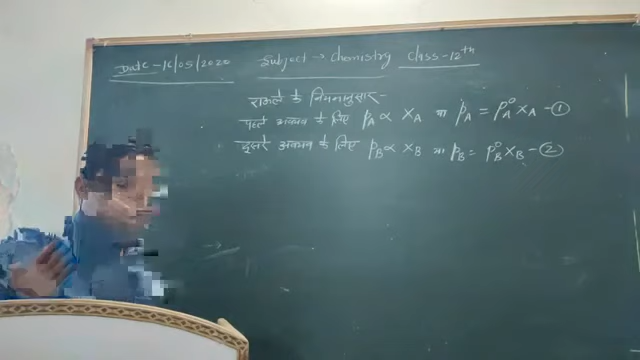 Date - 16/05/2020 Subject → Chemistry Class - 12th
राऊल्ट के नियमानुसार -
पहले अवयव के लिए p_A ∝ X_A या p_A = p°_A X_A - ①
दूसरे अवयव के लिए p_B ∝ X_B या p_B = p°_B X_B - ②